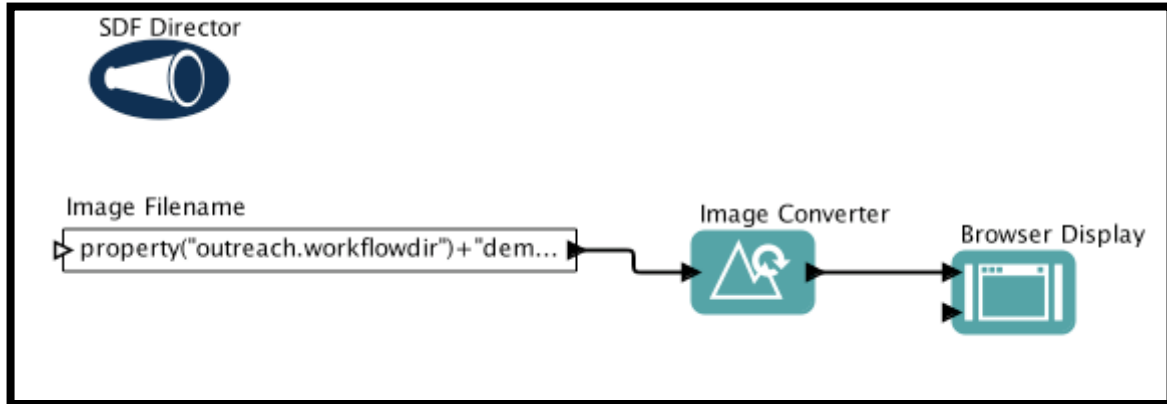 SDF Director
Image Filename
property("outreach.workflowdir")+"dem...
Image Converter
Browser Display